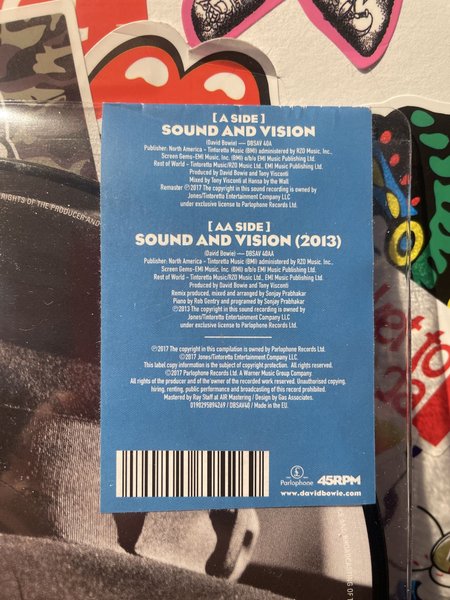 [ A SIDE ]
SOUND AND VISION
(David Bowie) — DBSAV 40A
Publisher: North America – Tintoretto Music (BMI) administered by RZO Music, Inc.,
Screen Gems-EMI Music, Inc. (BMI) o/b/o EMI Music Publishing Ltd.
Rest of World – Tintoretto Music/RZO Music Ltd., EMI Music Publishing Ltd.
Produced by David Bowie and Tony Visconti
Mixed by Tony Visconti at Hansa by the Wall
Remaster ℗2017 The copyright in this sound recording is owned by
Jones/Tintoretto Entertainment Company LLC
under exclusive license to Parlophone Records Ltd.
[ AA SIDE ]
SOUND AND VISION (2013)
(David Bowie) — DBSAV 40AA
Publisher: North America – Tintoretto Music (BMI) administered by RZO Music, Inc.,
Screen Gems-EMI Music, Inc. (BMI) o/b/o EMI Music Publishing Ltd.
Rest of World – Tintoretto Music/RZO Music Ltd., EMI Music Publishing Ltd.
Produced by David Bowie and Tony Visconti
Remix produced, mixed and arranged by Sonjay Prabhakar
Piano by Rob Gentry and programed by Sonjay Prabhakar
℗2013 The copyright in this sound recording is owned by
Jones/Tintoretto Entertainment Company LLC
under exclusive license to Parlophone Records Ltd.
℗2017 The copyright in this compilation is owned by Parlophone Records Ltd.
©2017 Jones/Tintoretto Entertainment Company LLC.
This label copy information is the subject of copyright protection. All rights reserved.
©2017 Parlophone Records Ltd. A Warner Music Group Company.
All rights of the producer and of the owner of the recorded work reserved. Unauthorised copying,
hiring, renting, public performance and broadcasting of this record prohibited.
Mastered by Ray Staff at AIR Mastering / Design by Gas Associates.
0190295894269 / DBSAV40 / Made in the EU.
Parlophone
45RPM
www.davidbowie.com
RIGHTS OF THE PRODUCER AND